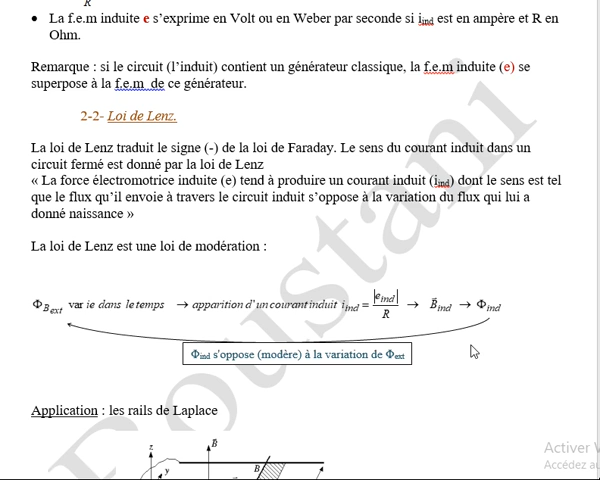 R
• La f.e.m induite e s’exprime en Volt ou en Weber par seconde si iind est en ampère et R en
Ohm.
Remarque : si le circuit (l’induit) contient un générateur classique, la f.e.m induite (e) se
superpose à la f.e.m de ce générateur.
2-2- Loi de Lenz.
La loi de Lenz traduit le signe (-) de la loi de Faraday. Le sens du courant induit dans un
circuit fermé est donné par la loi de Lenz
« La force électromotrice induite (e) tend à produire un courant induit (iind) dont le sens est tel
que le flux qu’il envoie à travers le circuit induit s’oppose à la variation du flux qui lui a
donné naissance »
La loi de Lenz est une loi de modération :
Φ_B_ext var ie dans le temps → apparition d’un courant induit i_ind = |e_ind| / R → B⃗_ind → Φ_ind
Φind s'oppose (modère) à la variation de Φext
Application : les rails de Laplace
z B⃗
y B
Activer
Accédez au